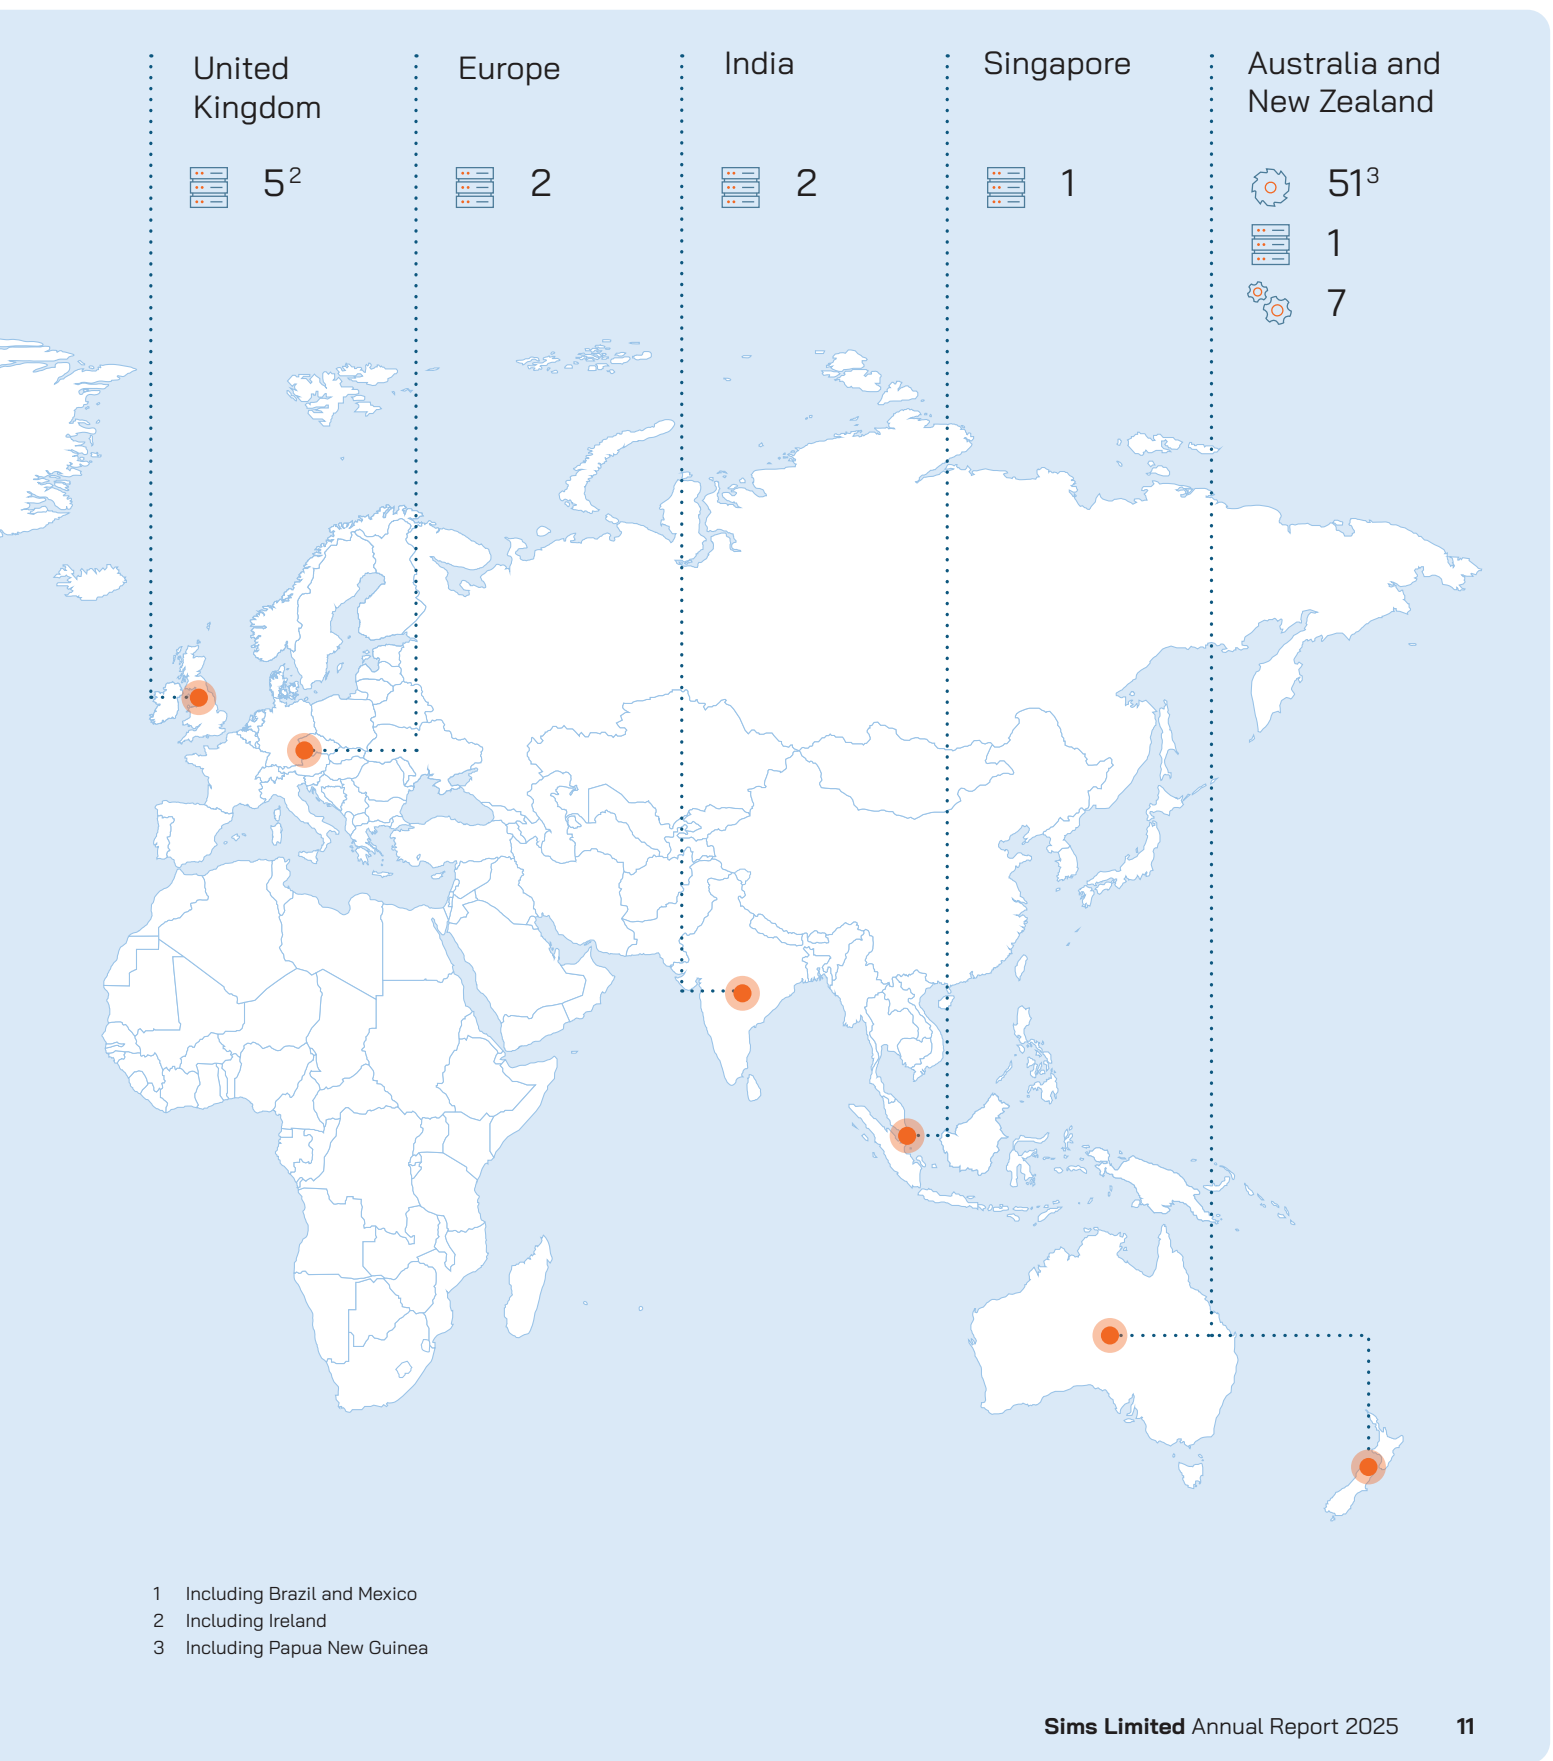 United
Kingdom
5²
Europe
2
India
2
Singapore
1
Australia and
New Zealand
51³
1
7
1 Including Brazil and Mexico
2 Including Ireland
3 Including Papua New Guinea
Sims Limited Annual Report 2025 11